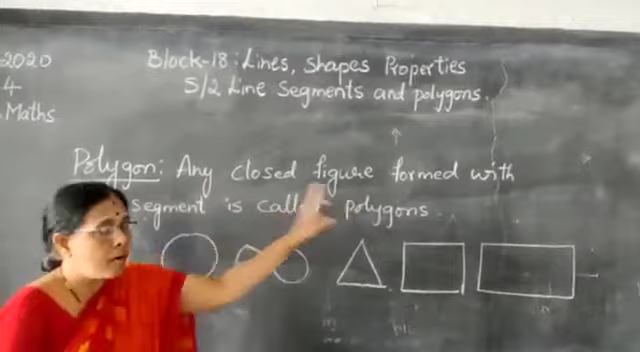 2020
Block-18: Lines, Shapes Properties
4
S/2 Line Segments and polygons.
Maths
Polygon: Any closed figure formed with
segment is called polygons.